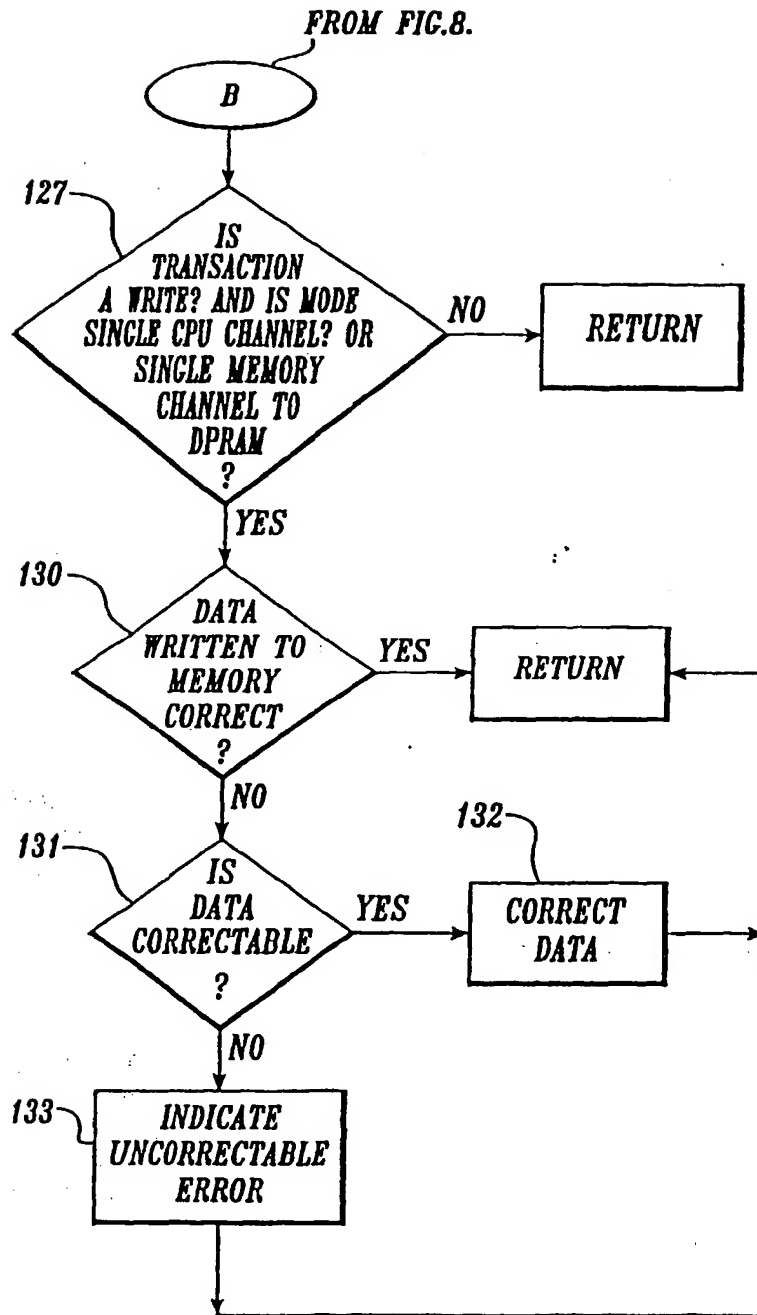 FROM FIG.8.
B
127
IS
TRANSACTION
A WRITE? AND IS MODE
SINGLE CPU CHANNEL? OR
SINGLE MEMORY
CHANNEL TO
DPRAM
?
NO
RETURN
YES
130
DATA
WRITTEN TO
MEMORY
CORRECT
?
YES
RETURN
NO
131
IS
DATA
CORRECTABLE
?
YES
132
CORRECT
DATA
NO
133
INDICATE
UNCORRECTABLE
ERROR